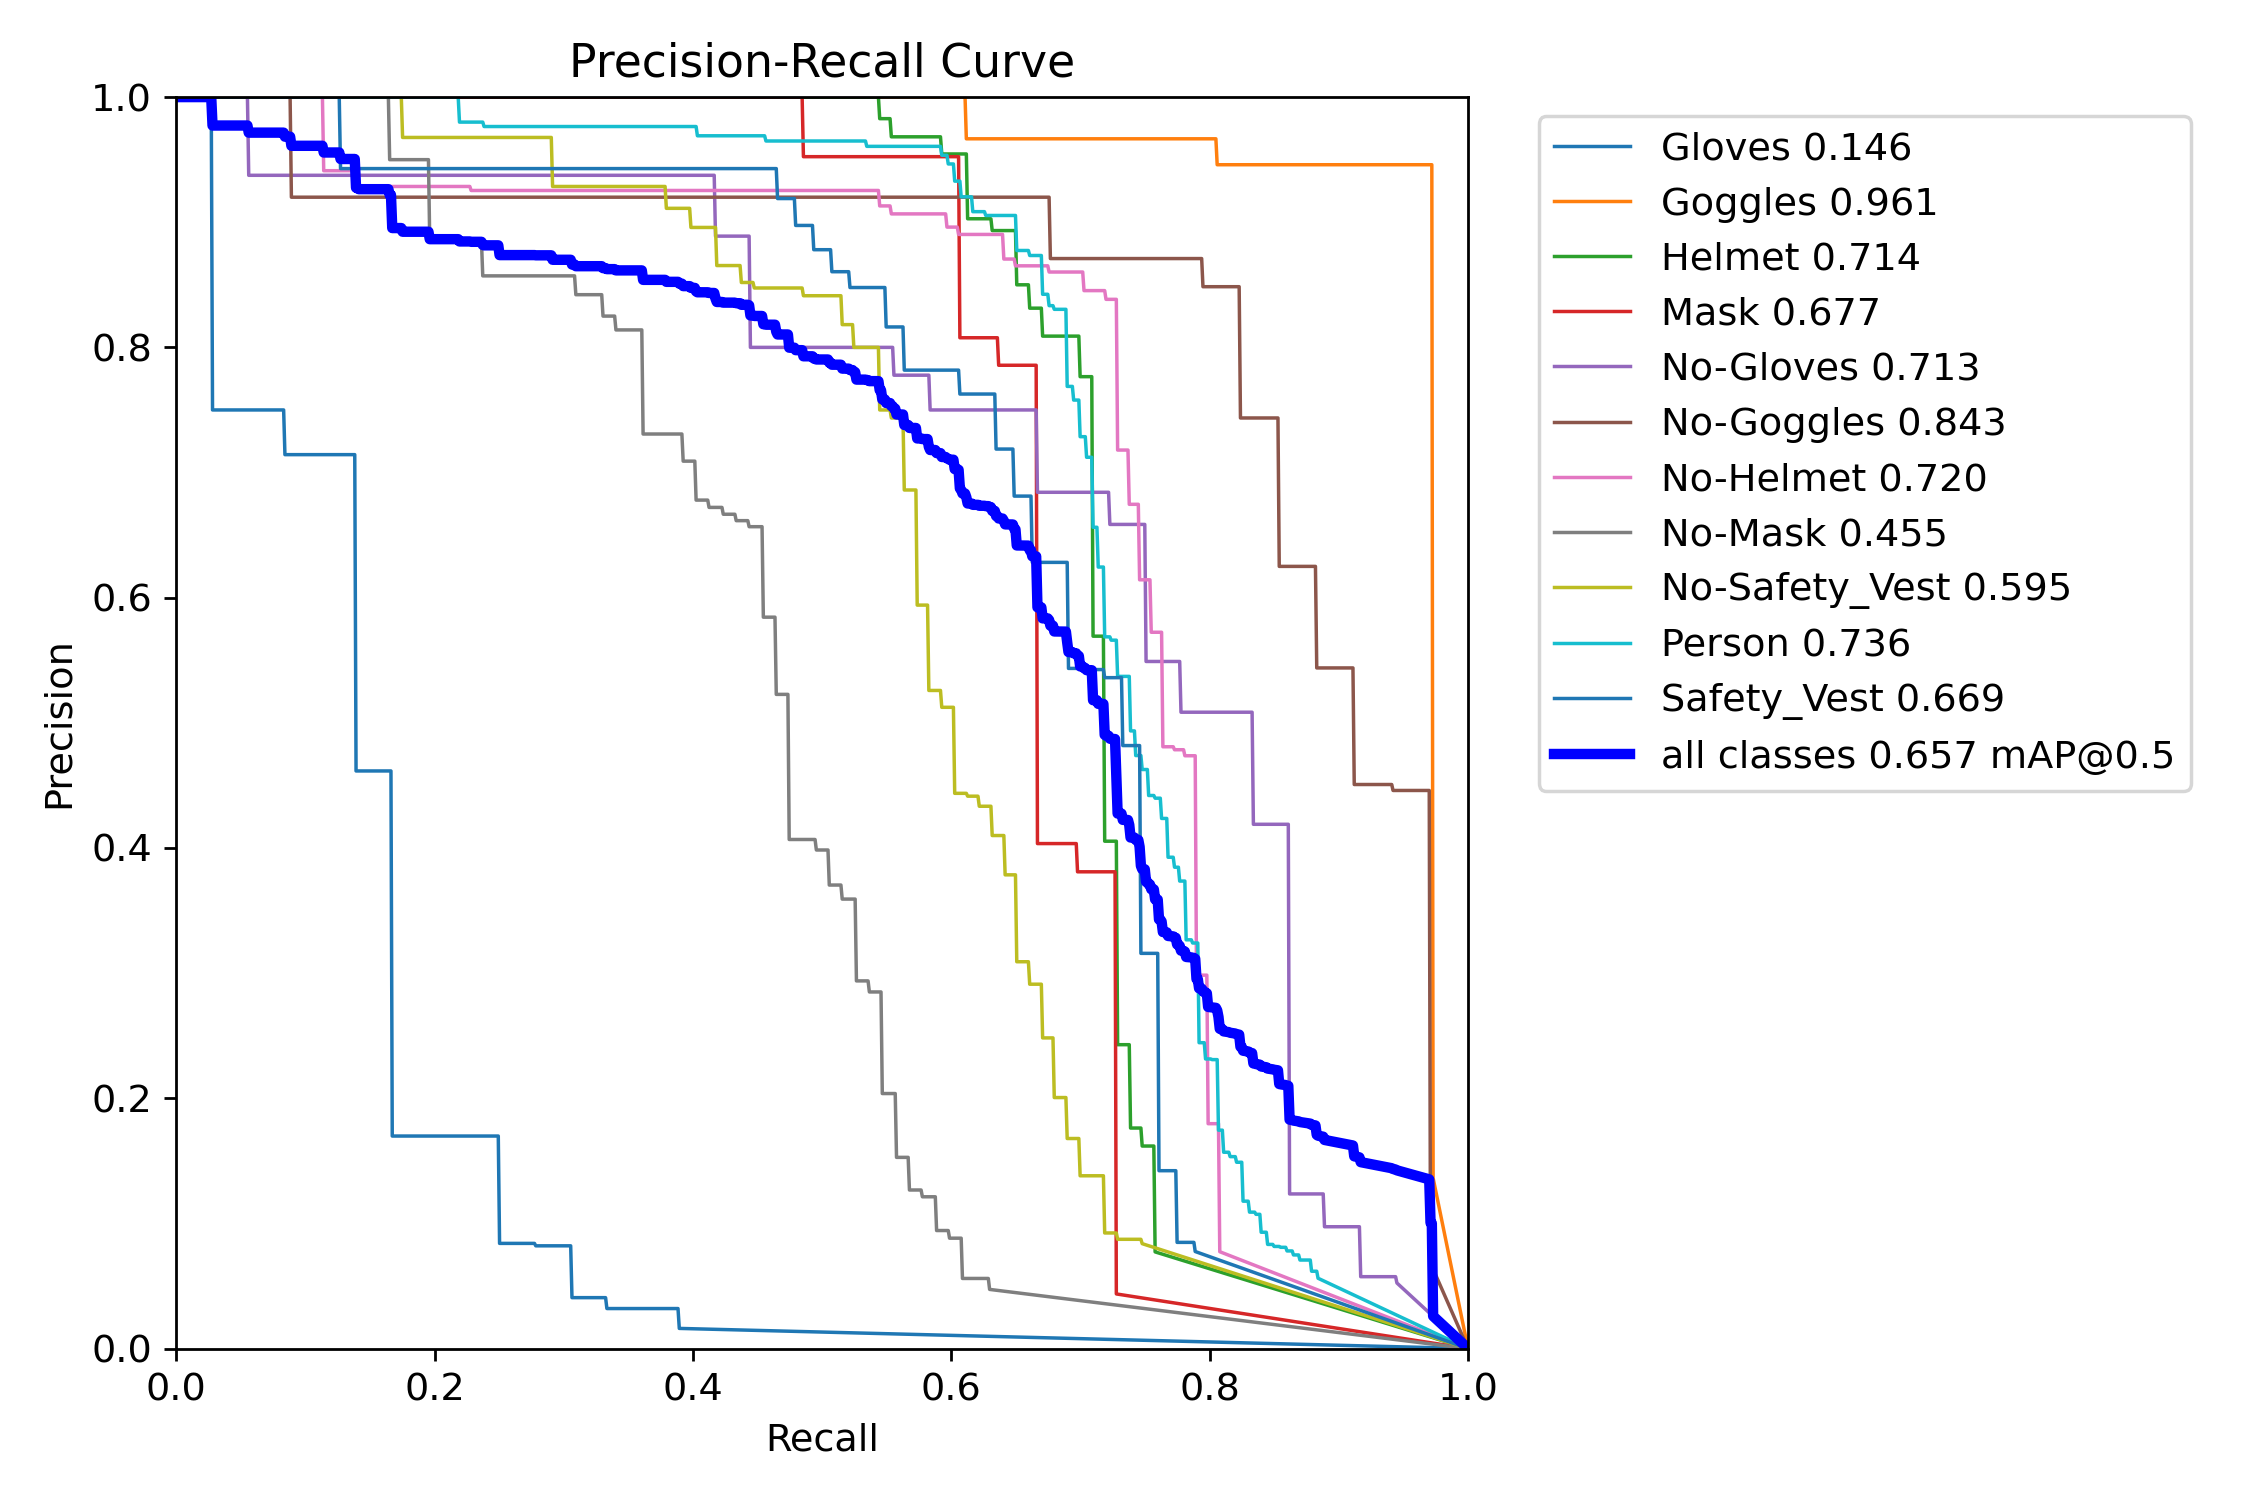 Precision-Recall Curve
1.0
0.8
0.6
0.4
0.2
0.0
Precision
0.0 0.2 0.4 0.6 0.8 1.0
Recall
Gloves 0.146
Goggles 0.961
Helmet 0.714
Mask 0.677
No-Gloves 0.713
No-Goggles 0.843
No-Helmet 0.720
No-Mask 0.455
No-Safety_Vest 0.595
Person 0.736
Safety_Vest 0.669
all classes 0.657 mAP@0.5